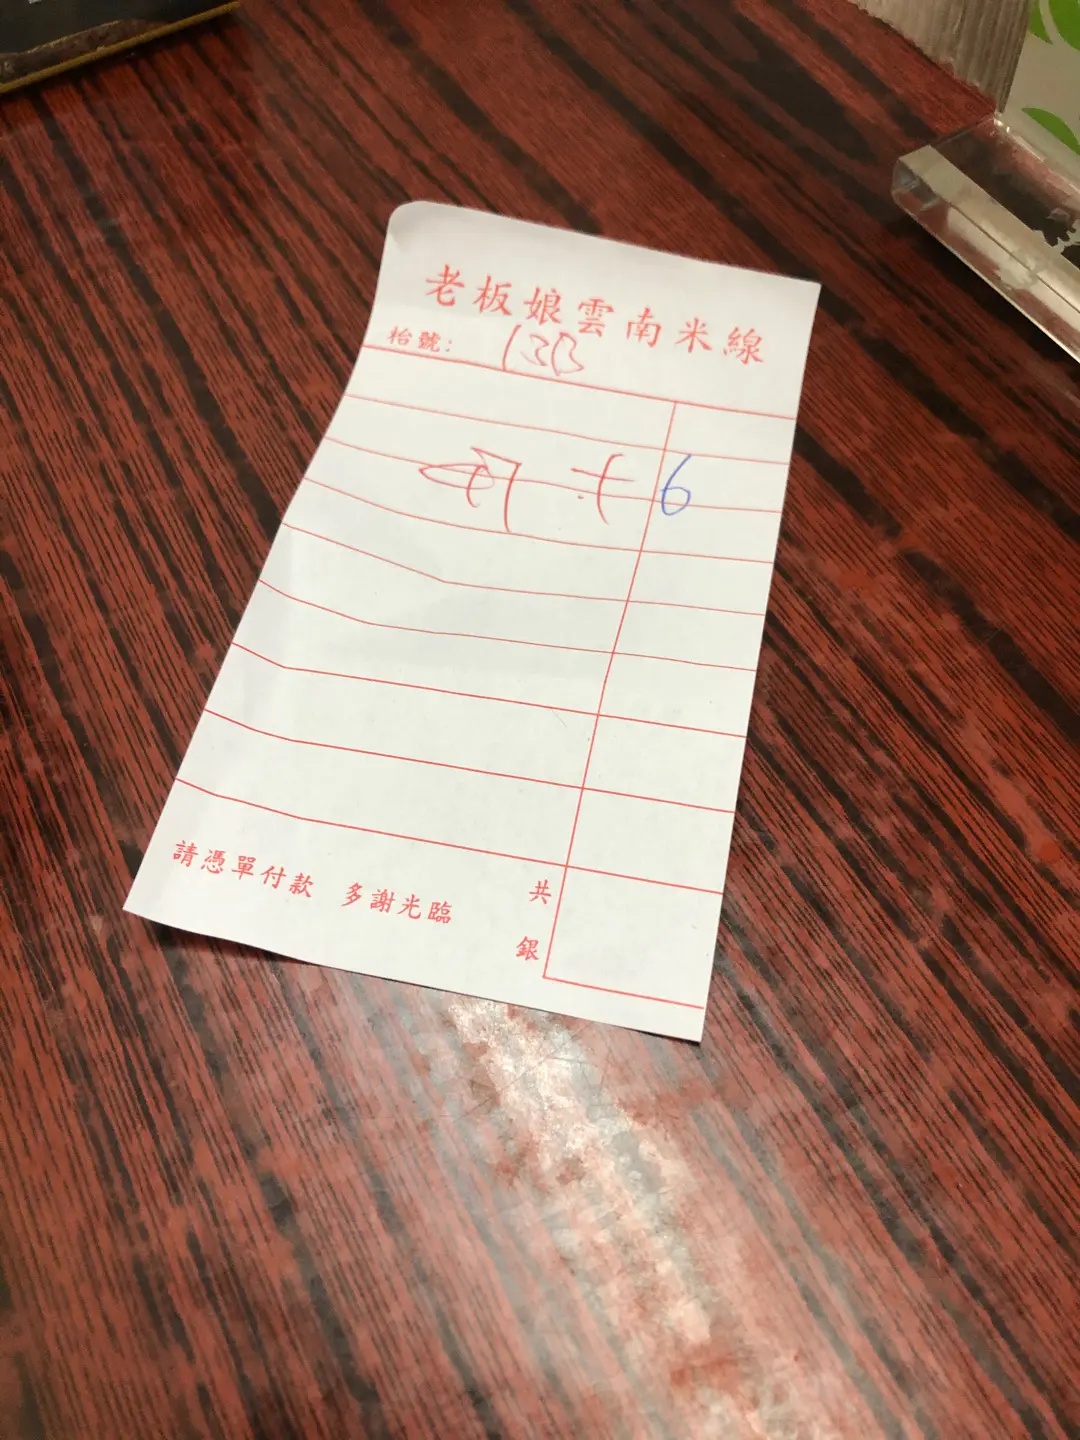 老板娘雲南米線
枱號: 13B
6
請憑單付款 多謝光臨
共
銀